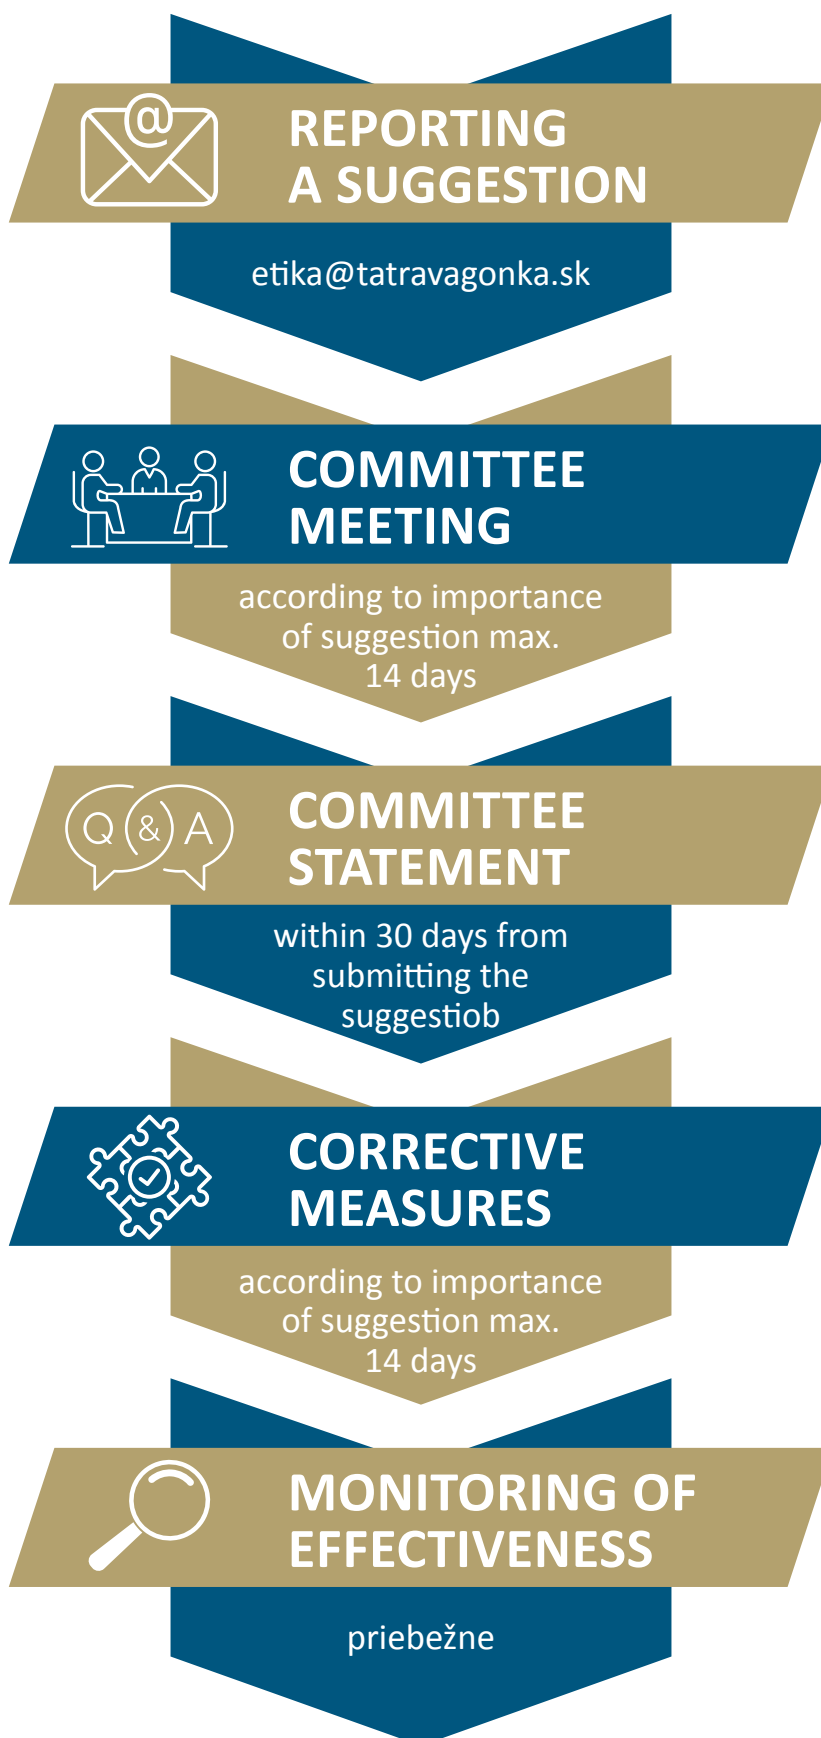 @
REPORTING
A SUGGESTION
etika@tatravagonka.sk
COMMITTEE
MEETING
according to importance
of suggestion max.
14 days
Q & A
COMMITTEE
STATEMENT
within 30 days from
submitting the
suggestiob
CORRECTIVE
MEASURES
according to importance
of suggestion max.
14 days
MONITORING OF
EFFECTIVENESS
priebežne